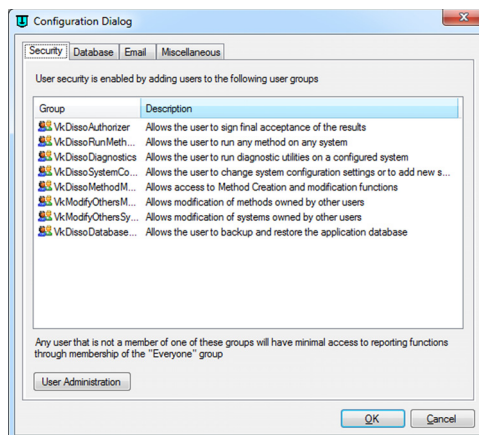 Configuration Dialog
Security Database Email Miscellaneous
User security is enabled by adding users to the following user groups
Group Description
VkDissoAuthorizer Allows the user to sign final acceptance of the results
VkDissoRunMeth... Allows the user to run any method on any system
VkDissoDiagnostics Allows the user to run diagnostic utilities on a configured system
VkDissoSystemCo... Allows the user to change system configuration settings or to add new s...
VkDissoMethodM... Allows access to Method Creation and modification functions
VkModifyOthersM... Allows modification of methods owned by other users
VkModifyOthersSy... Allows modification of systems owned by other users
VkDissoDatabase... Allows the user to backup and restore the application database
Any user that is not a member of one of these groups will have minimal access to reporting functions
through membership of the "Everyone" group
User Administration
OK Cancel